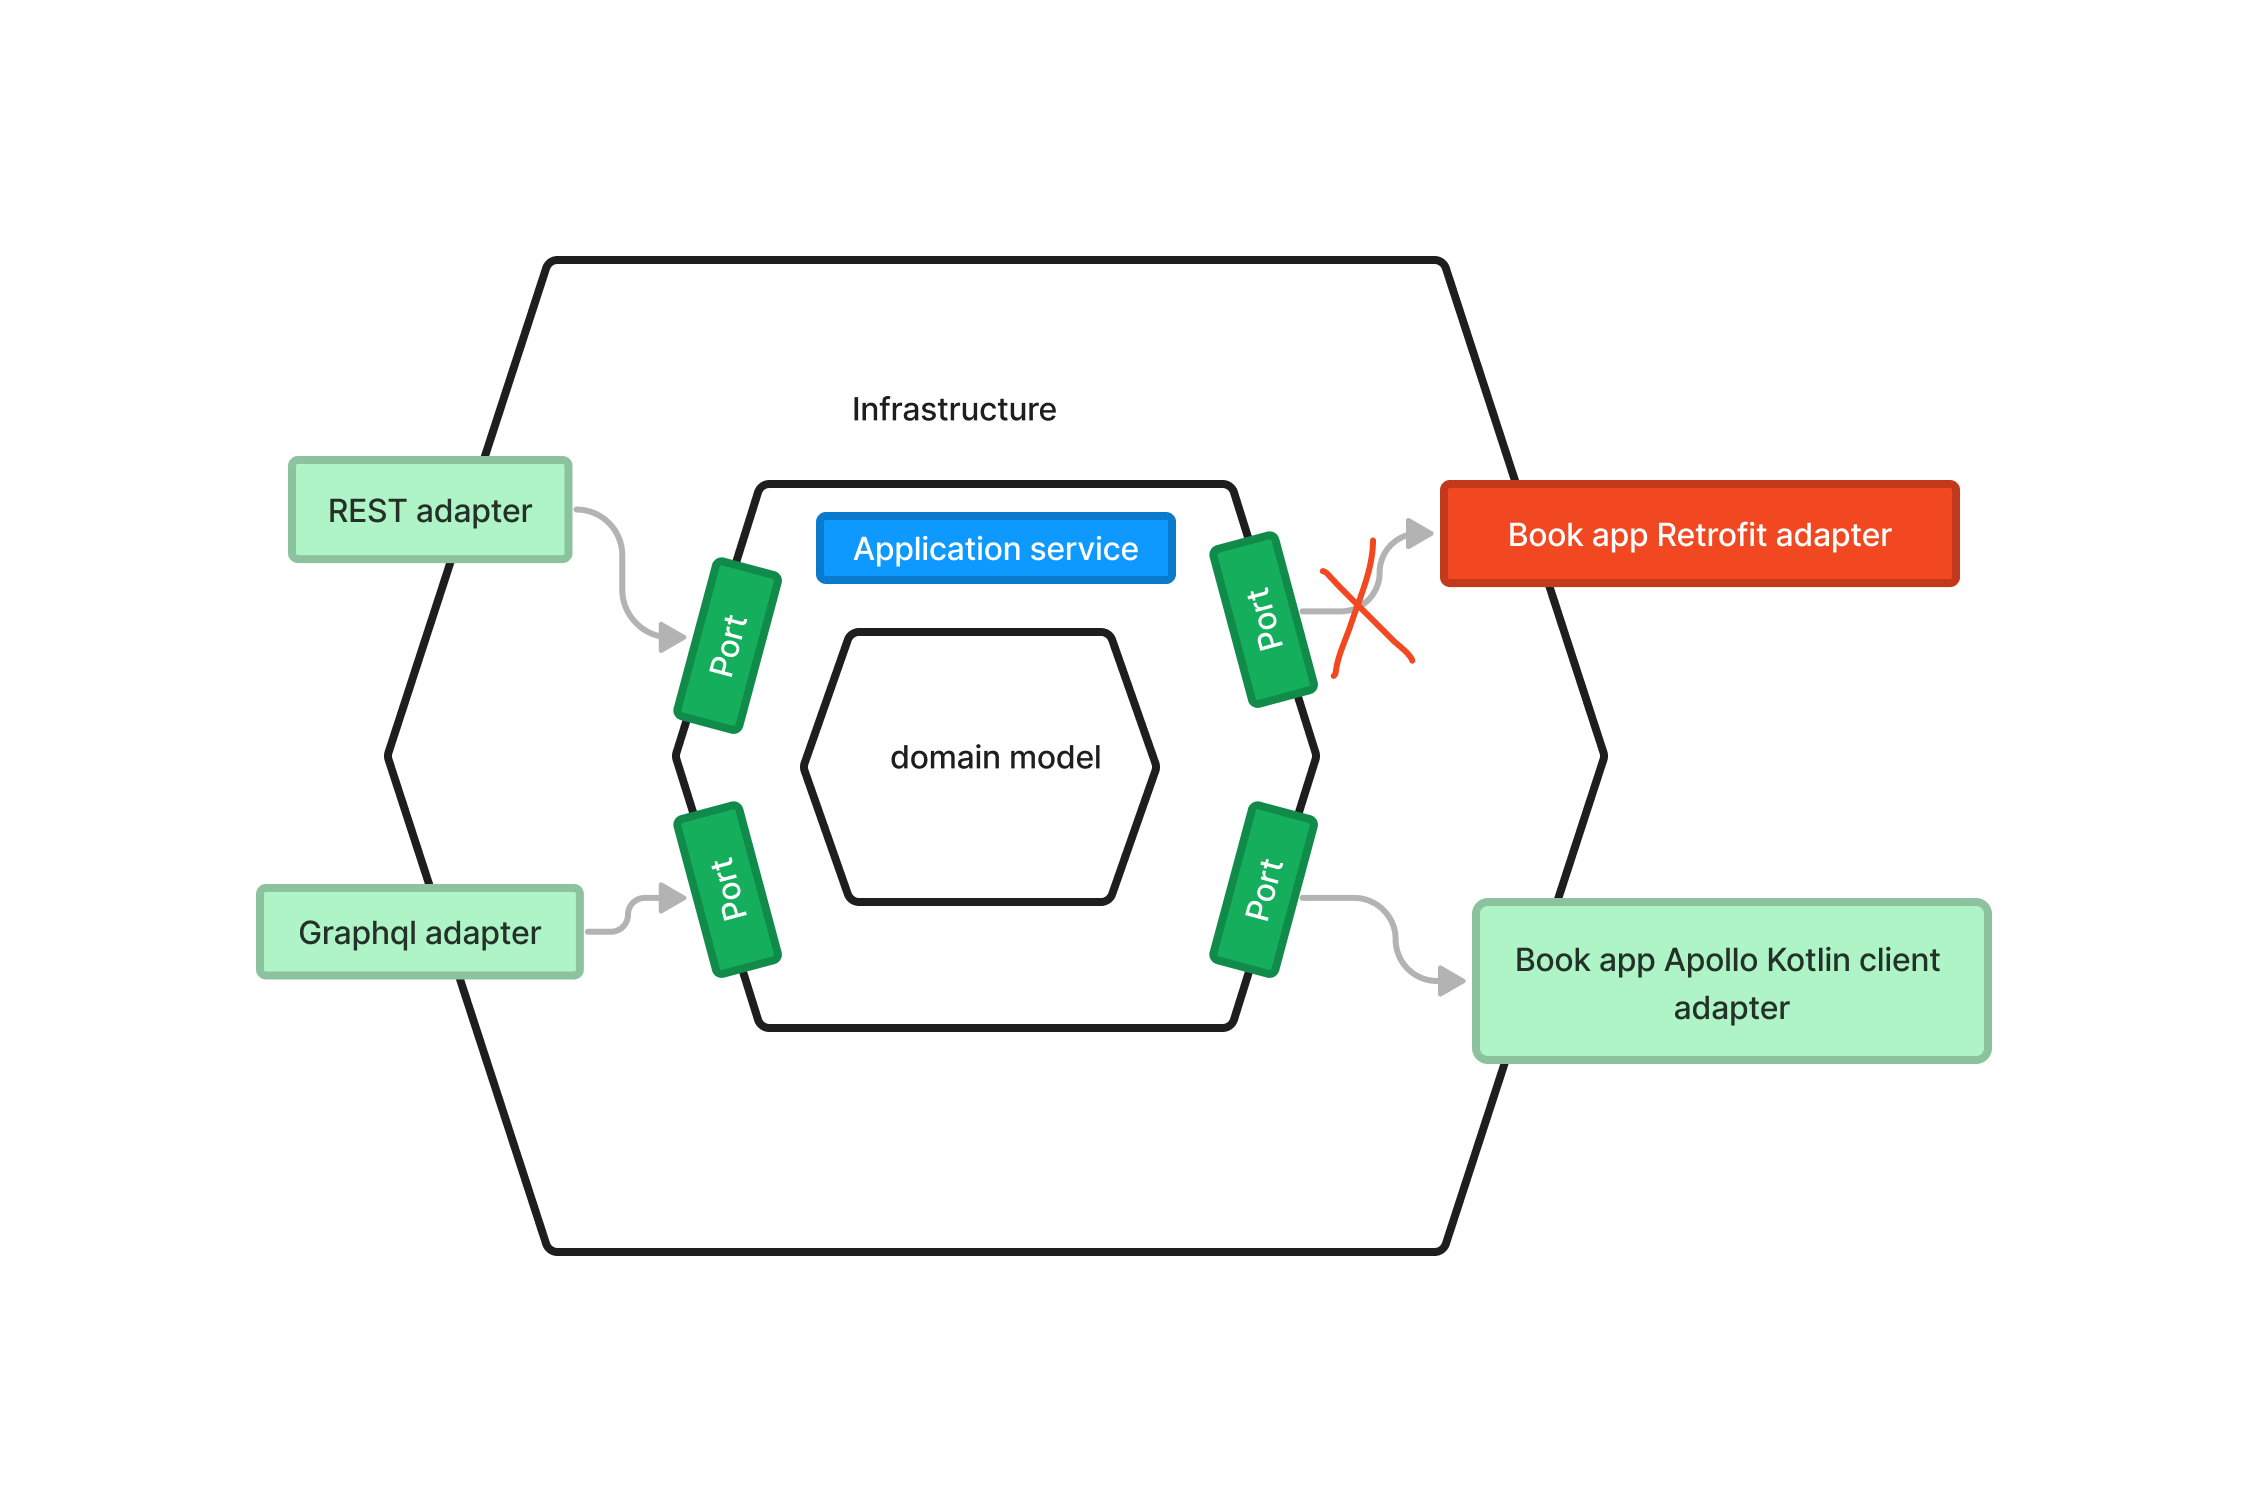 Infrastructure
REST adapter
Application service
Book app Retrofit adapter
Port
Port
domain model
Port
Port
Graphql adapter
Book app Apollo Kotlin client
adapter